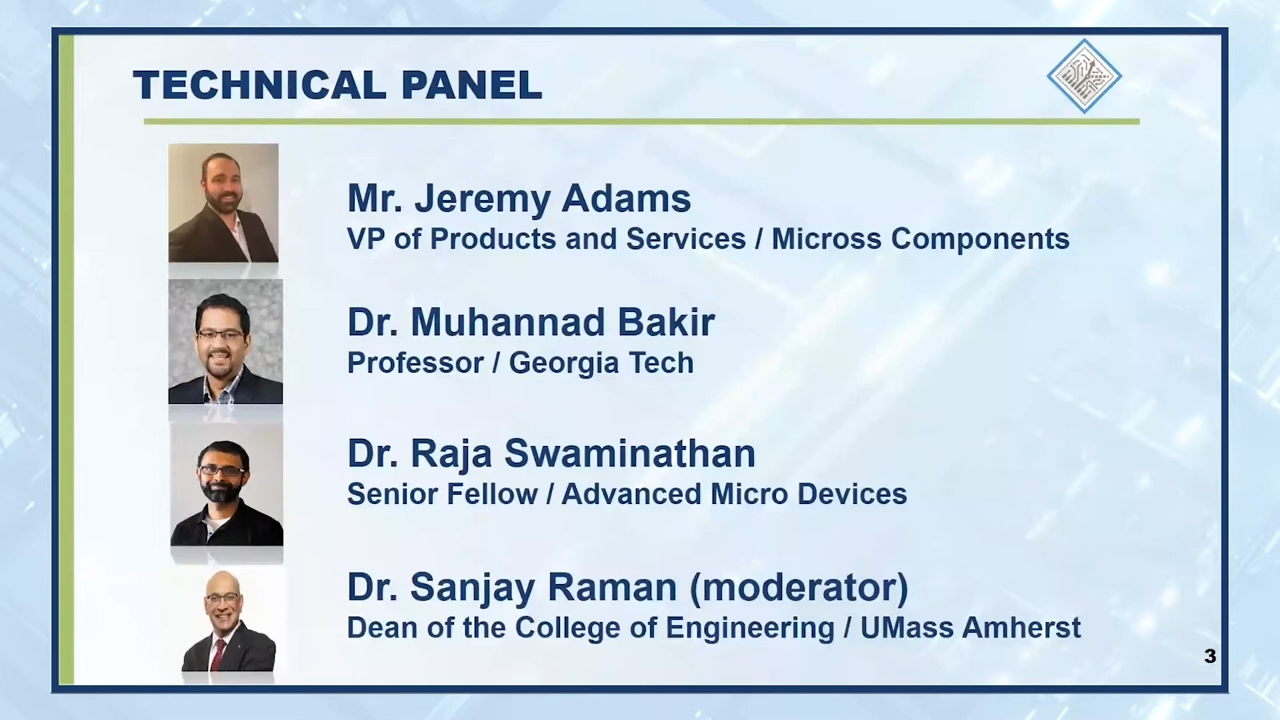 TECHNICAL PANEL
Mr. Jeremy Adams
VP of Products and Services / Micross Components
Dr. Muhannad Bakir
Professor / Georgia Tech
Dr. Raja Swaminathan
Senior Fellow / Advanced Micro Devices
Dr. Sanjay Raman (moderator)
Dean of the College of Engineering / UMass Amherst
3